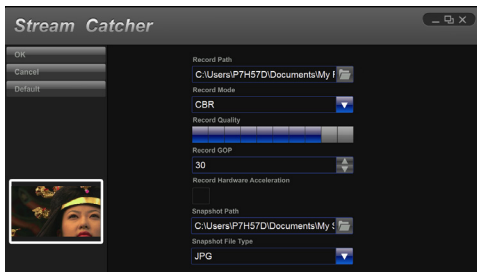 Stream Catcher
OK
Cancel
Default
Record Path
C:\Users\P7H57D\Documents\My
Record Mode
CBR
Record Quality
Record GOP
30
Record Hardware Acceleration
Snapshot Path
C:\Users\P7H57D\Documents\My
Snapshot File Type
JPG